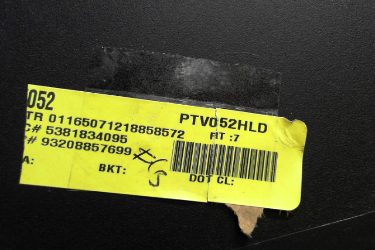 052 PTV052HLD
TR 01165071218858572 RT :7
C# 5381834095
# 93208857699
A: BKT: DOT CL: